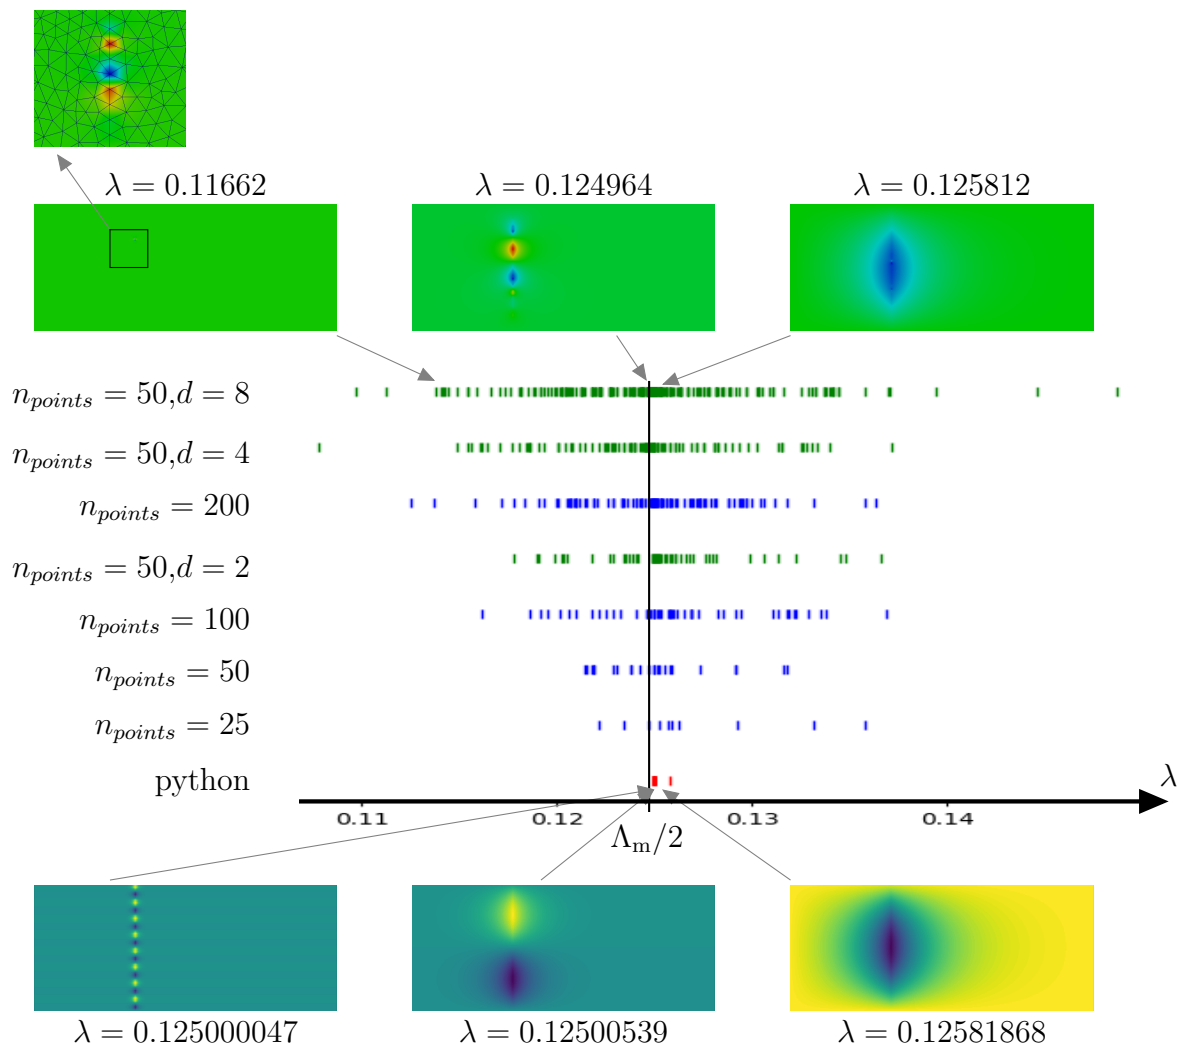 λ = 0.11662
λ = 0.124964
λ = 0.125812
n_points = 50,d = 8
n_points = 50,d = 4
n_points = 200
n_points = 50,d = 2
n_points = 100
n_points = 50
n_points = 25
python
λ
0.11
0.12
0.13
0.14
Λ_m/2
λ = 0.125000047
λ = 0.12500539
λ = 0.12581868